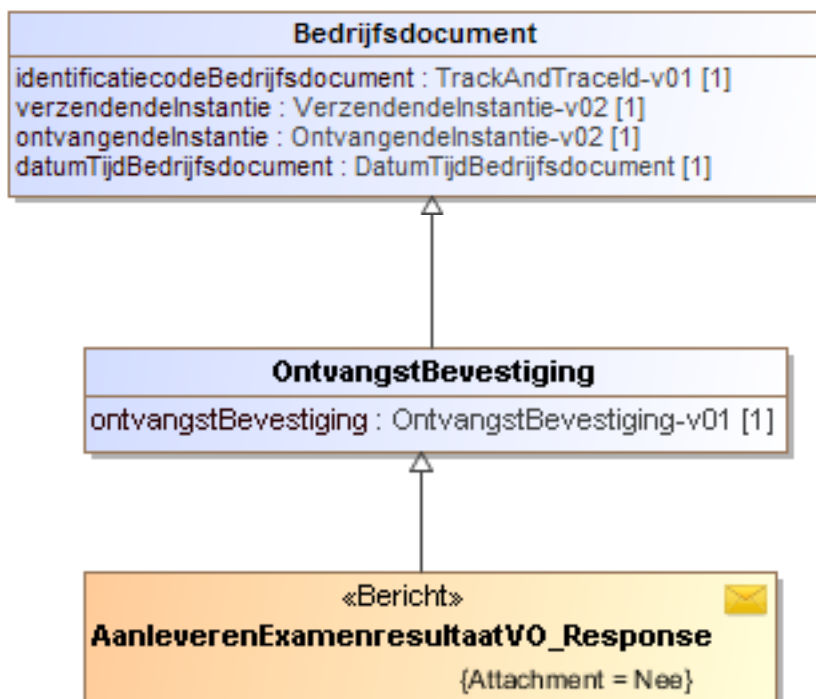 Bedrijfsdocument
identificatiecodeBedrijfsdocument : TrackAndTraceId-v01 [1]
verzendendeInstantie : VerzendendeInstantie-v02 [1]
ontvangendeInstantie : OntvangendeInstantie-v02 [1]
datumTijdBedrijfsdocument : DatumTijdBedrijfsdocument [1]
OntvangstBevestiging
ontvangstBevestiging : OntvangstBevestiging-v01 [1]
«Bericht»
AanleverenExamenresultaatVO_Response
{Attachment = Nee}